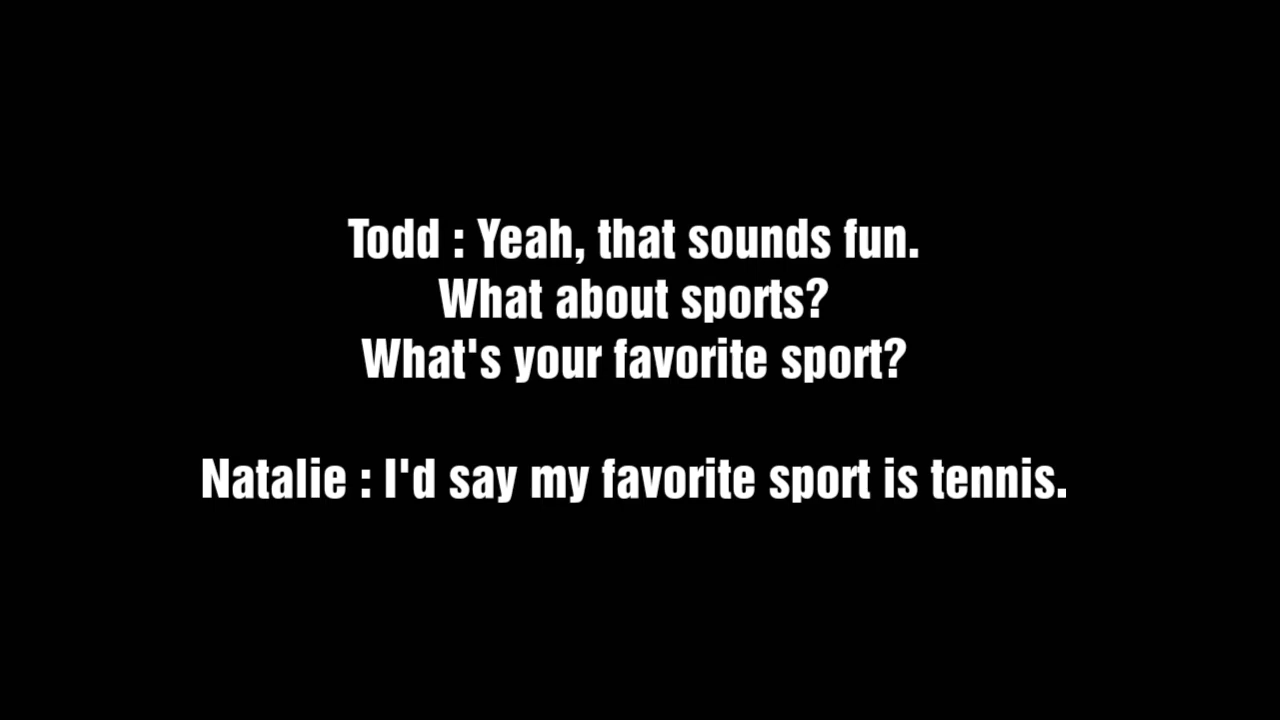 Todd : Yeah, that sounds fun.
What about sports?
What's your favorite sport?
Natalie : I'd say my favorite sport is tennis.